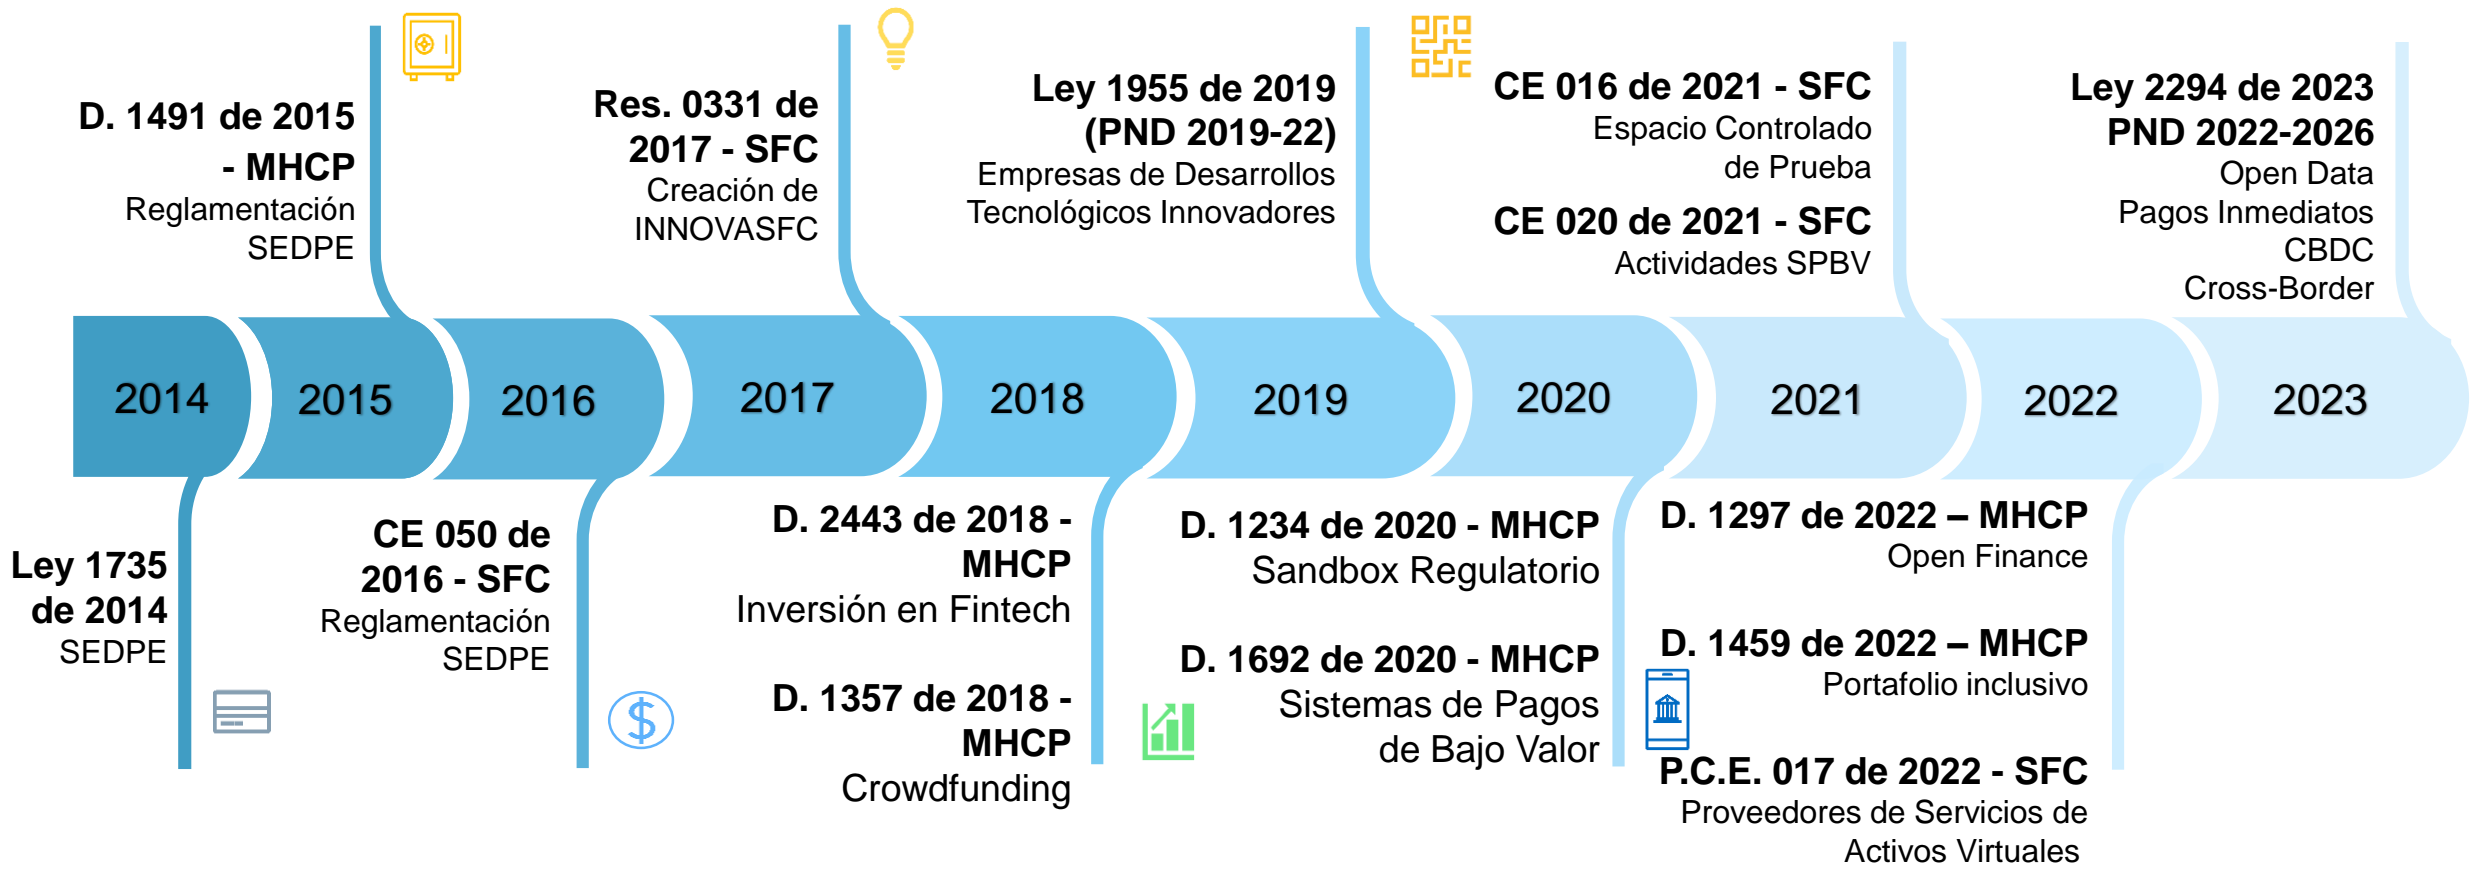 D. 1491 de 2015
- MHCP
Reglamentación
SEDPE
Res. 0331 de
2017 - SFC
Creación de
INNOVASFC
Ley 1955 de 2019
(PND 2019-22)
Empresas de Desarrollos
Tecnológicos Innovadores
CE 016 de 2021 - SFC
Espacio Controlado
de Prueba
CE 020 de 2021 - SFC
Actividades SPBV
Ley 2294 de 2023
PND 2022-2026
Open Data
Pagos Inmediatos
CBDC
Cross-Border
2014
2015
2016
2017
2018
2019
2020
2021
2022
2023
Ley 1735
de 2014
SEDPE
CE 050 de
2016 - SFC
Reglamentación
SEDPE
$
D. 2443 de 2018 -
MHCP
Inversión en Fintech
D. 1357 de 2018 -
MHCP
Crowdfunding
D. 1234 de 2020 - MHCP
Sandbox Regulatorio
D. 1692 de 2020 - MHCP
Sistemas de Pagos
de Bajo Valor
D. 1297 de 2022 – MHCP
Open Finance
D. 1459 de 2022 – MHCP
Portafolio inclusivo
P.C.E. 017 de 2022 - SFC
Proveedores de Servicios de
Activos Virtuales